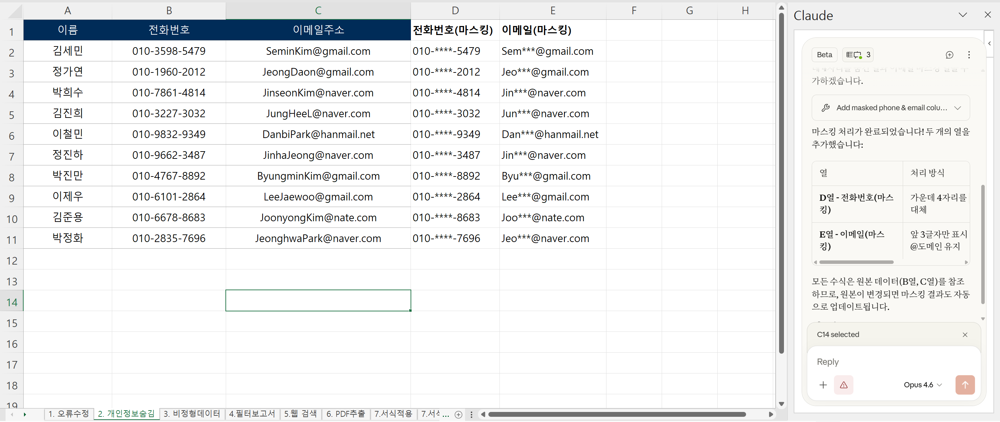 A B C D E F G H
1 이름 전화번호 이메일주소 전화번호(마스킹) 이메일(마스킹)
2 김세민 010-3598-5479 SeminKim@gmail.com 010-****-5479 Sem***@gmail.com
3 정가연 010-1960-2012 JeongDaon@gmail.com 010-****-2012 Jeo***@gmail.com
4 박희수 010-7861-4814 JinseonKim@naver.com 010-****-4814 Jin***@naver.com
5 김진희 010-3227-3032 JungHeeL@naver.com 010-****-3032 Jun***@naver.com
6 이철민 010-9832-9349 DanbiPark@hanmail.net 010-****-9349 Dan***@hanmail.net
7 정진하 010-9662-3487 JinhaJeong@naver.com 010-****-3487 Jin***@naver.com
8 박진만 010-4767-8892 ByungminKim@gmail.com 010-****-8892 Byu***@gmail.com
9 이제우 010-6101-2864 LeeJaewoo@gmail.com 010-****-2864 Lee***@gmail.com
10 김준용 010-6678-8683 JoonyongKim@nate.com 010-****-8683 Joo***@nate.com
11 박정화 010-2835-7696 JeonghwaPark@naver.com 010-****-7696 Jeo***@naver.com
12
13
14
15
16
17
18
19
1. 오류수정 2. 개인정보숨김 3. 비정형데이터 4.필터보고서 5.웹 검색 6. PDF추출 7.서식적용 7.서식 ...
Claude
Beta 3
가하겠습니다.
Add masked phone & email colu...
마스킹 처리가 완료되었습니다! 두 개의 열을
추가했습니다:
열 처리 방식
D열 - 전화번호(마스 가운데 4자리를
킹) 대체
E열 - 이메일(마스 앞 3글자만 표시
킹) @도메인 유지
모든 수식은 원본 데이터(B열, C열)를 참조
하므로, 원본이 변경되면 마스킹 결과도 자동
으로 업데이트됩니다.
C14 selected
Reply
Opus 4.6